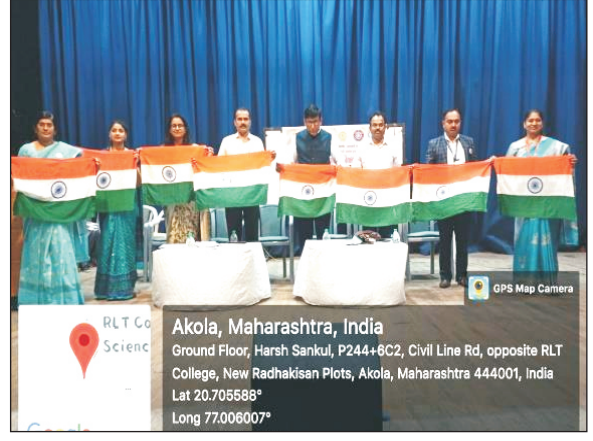 GPS Map Camera
RLT Co
Scienc
Akola, Maharashtra, India
Ground Floor, Harsh Sankul, P244+6C2, Civil Line Rd, opposite RLT
College, New Radhakisan Plots, Akola, Maharashtra 444001, India
Lat 20.705588°
Long 77.006007°
Google